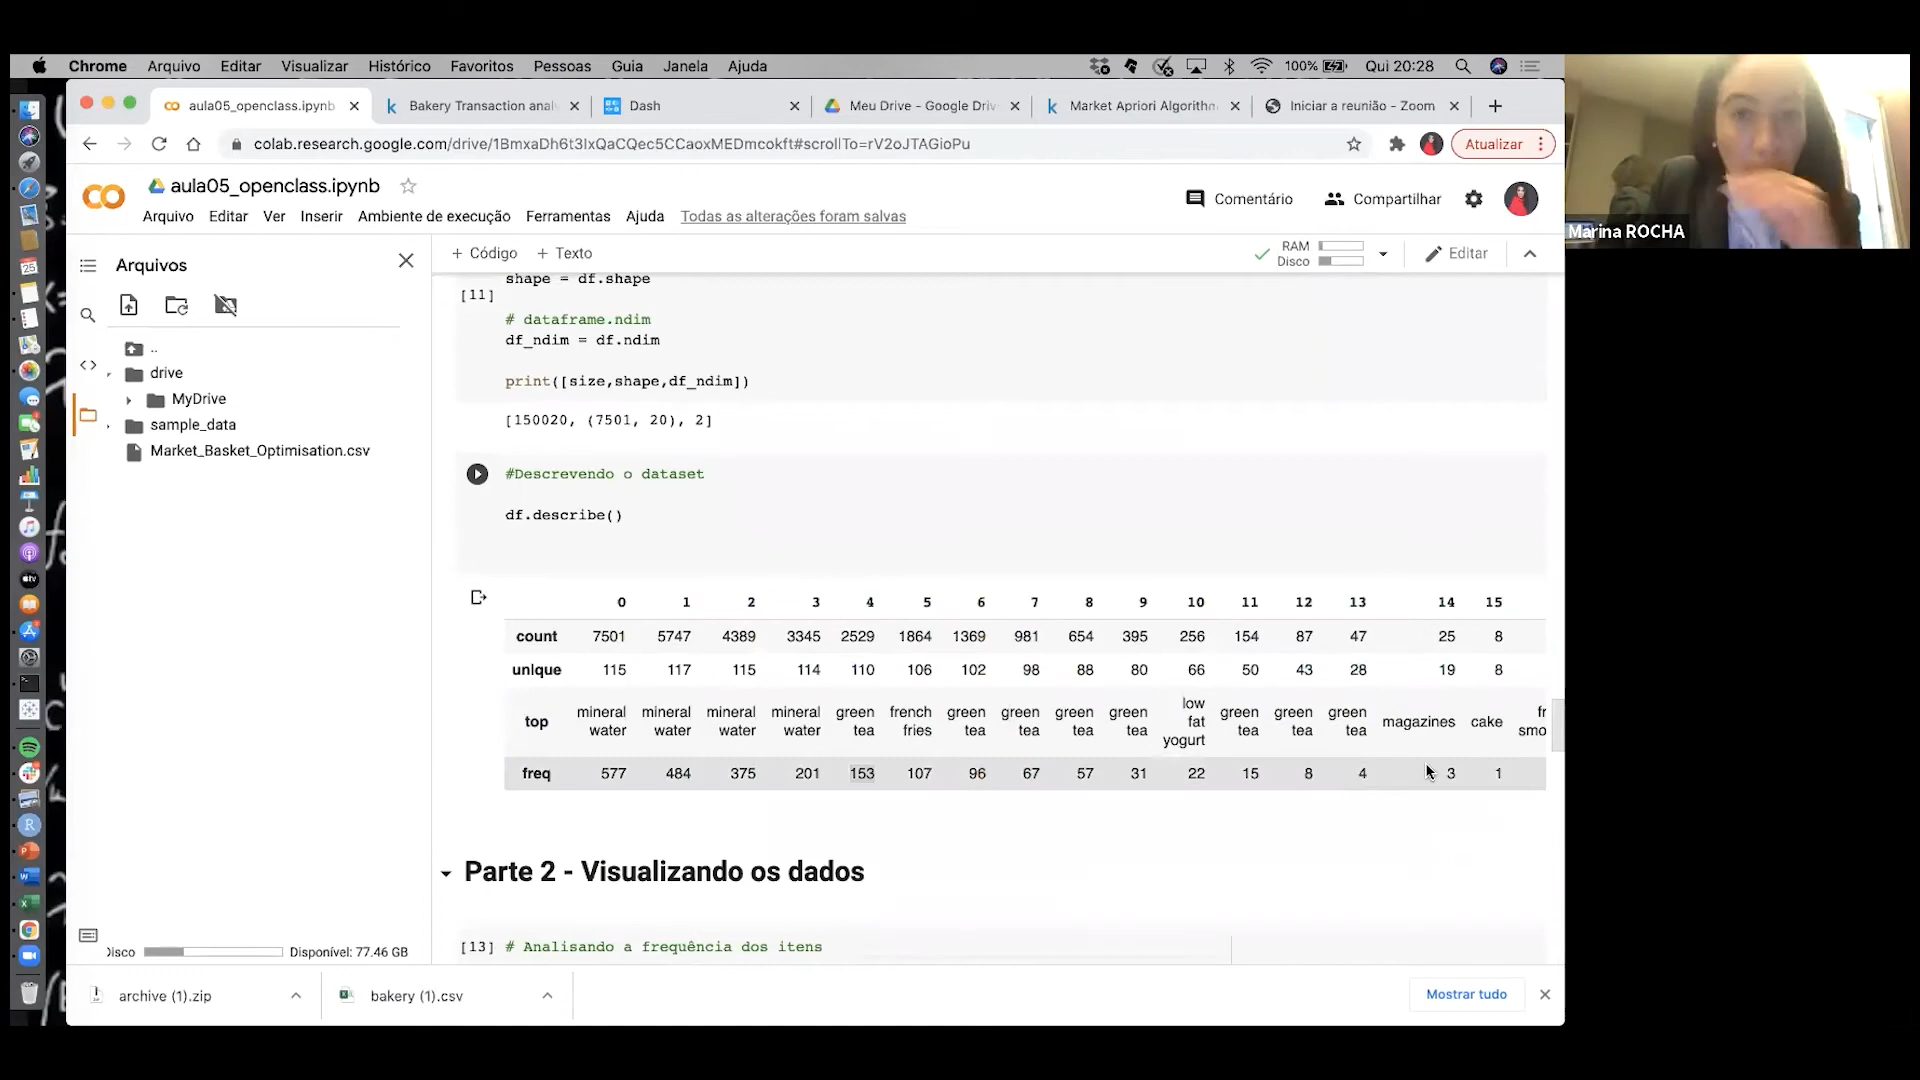 Chrome Arquivo Editar Visualizar Histórico Favoritos Pessoas Guia Janela Ajuda 100% Qui 20:28
aula05_openclass.ipynb Bakery Transaction anal Dash Meu Drive - Google Driv Market Apriori Algorithm Iniciar a reunião - Zoom
colab.research.google.com/drive/1BmxaDh6t3IxQaCQec5CCaoxMEDmcokft#scrollTo=rV2oJTAGioPu Atualizar
Marina ROCHA
aula05_openclass.ipynb
Comentário Compartilhar
Arquivo Editar Ver Inserir Ambiente de execução Ferramentas Ajuda Todas as alterações foram salvas
Arquivos
+ Código + Texto RAM Disco Editar
..
drive
MyDrive
sample_data
Market_Basket_Optimisation.csv
shape = df.shape
[11]
# dataframe.ndim
df_ndim = df.ndim
print([size,shape,df_ndim])
[150020, (7501, 20), 2]
#Descrevendo o dataset
df.describe()
0 1 2 3 4 5 6 7 8 9 10 11 12 13 14 15
count 7501 5747 4389 3345 2529 1864 1369 981 654 395 256 154 87 47 25 8
unique 115 117 115 114 110 106 102 98 88 80 66 50 43 28 19 8
top mineral water mineral water mineral water mineral water green tea french fries green tea green tea green tea green tea low fat yogurt green tea green tea green tea magazines cake fr smo
freq 577 484 375 201 153 107 96 67 57 31 22 15 8 4 3 1
Parte 2 - Visualizando os dados
[13] # Analisando a frequência dos itens
Disco Disponível: 77.46 GB
archive (1).zip bakery (1).csv Mostrar tudo